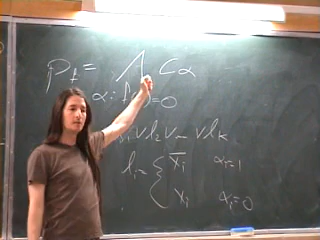 P_f = ⋀ C_α
α: f(α)=0
l_1 ∨ l_2 ∨ … ∨ l_k
l_i = { x̄_i   α_i=1
x_i   α_i=0